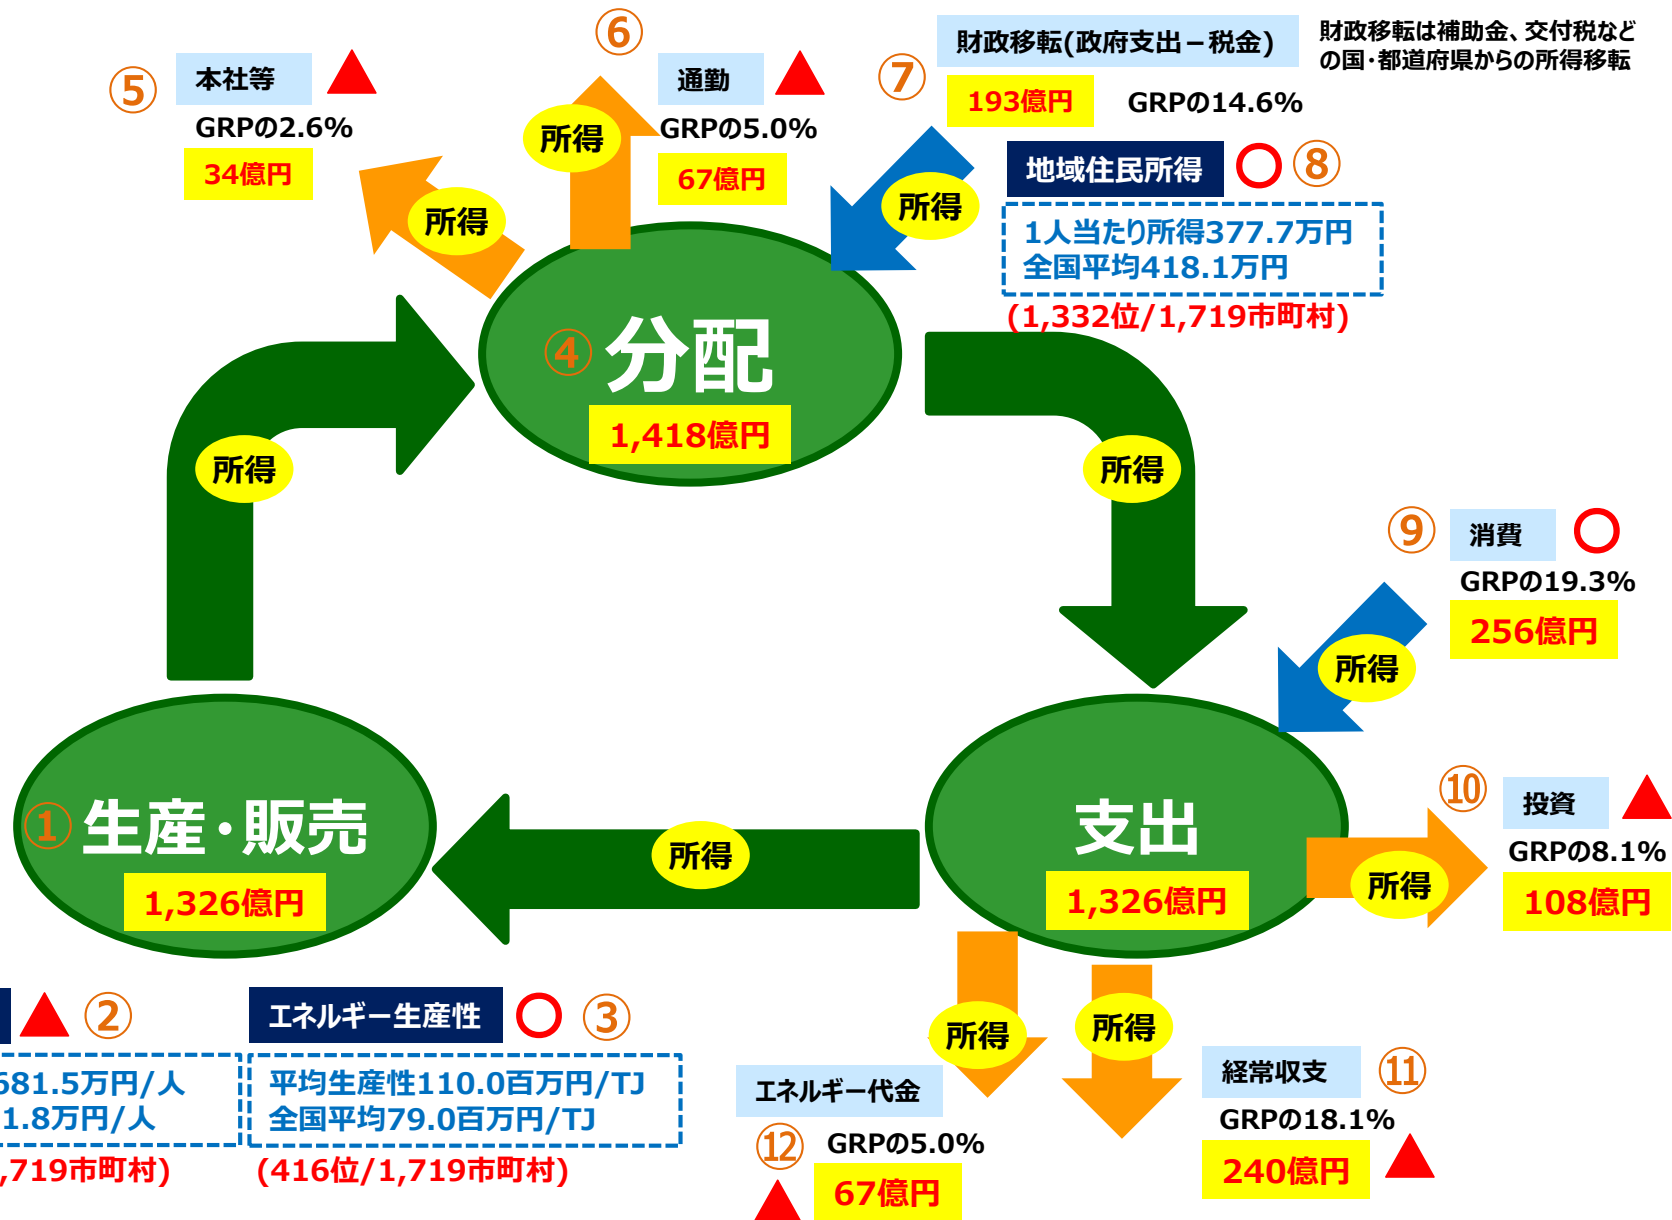 ⑥
財政移転(政府支出－税金)
財政移転は補助金、交付税など
の国・都道府県からの所得移転
⑤
本社等
通勤
⑦
GRPの2.6%
GRPの5.0%
193億円
GRPの14.6%
34億円
67億円
所得
所得
所得
地域住民所得
⑧
1人当たり所得377.7万円
全国平均418.1万円
(1,332位/1,719市町村)
④
分配
1,418億円
所得
所得
⑨
消費
GRPの19.3%
256億円
所得
①
生産・販売
1,326億円
所得
支出
1,326億円
⑩
投資
GRPの8.1%
108億円
所得
②
681.5万円/人
1.8万円/人
,719市町村)
エネルギー生産性
③
平均生産性110.0百万円/TJ
全国平均79.0百万円/TJ
(416位/1,719市町村)
所得
所得
エネルギー代金
⑫
GRPの5.0%
67億円
経常収支
⑪
GRPの18.1%
240億円